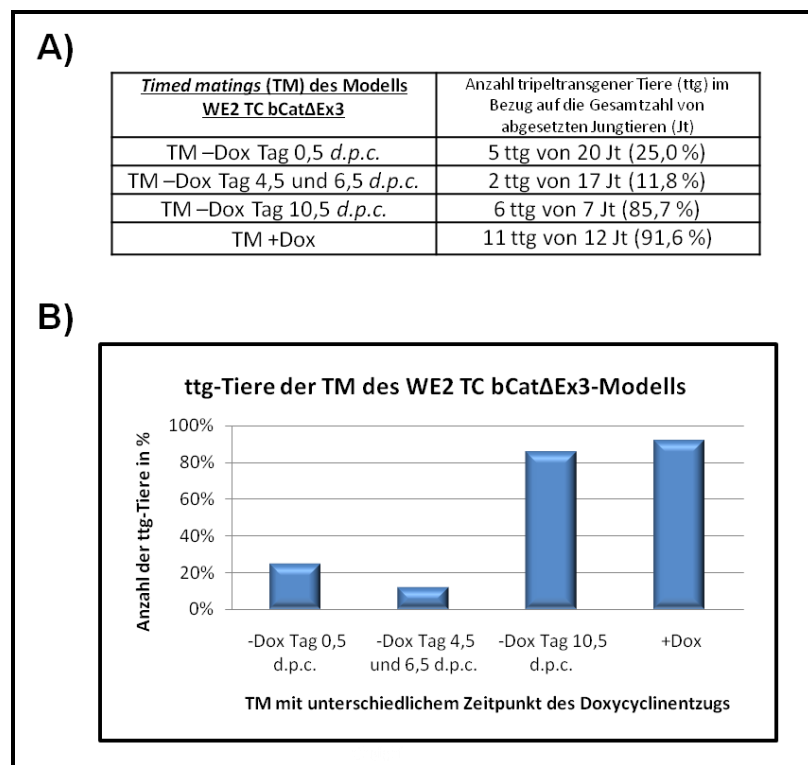 A)
Timed matings (TM) des Modells
WE2 TC bCatΔEx3
Anzahl tripeltransgener Tiere (ttg) im
Bezug auf die Gesamtzahl von
abgesetzten Jungtieren (Jt)
TM –Dox Tag 0,5 d.p.c.
5 ttg von 20 Jt (25,0 %)
TM –Dox Tag 4,5 und 6,5 d.p.c.
2 ttg von 17 Jt (11,8 %)
TM –Dox Tag 10,5 d.p.c.
6 ttg von 7 Jt (85,7 %)
TM +Dox
11 ttg von 12 Jt (91,6 %)
B)
ttg-Tiere der TM des WE2 TC bCatΔEx3-Modells
Anzahl der ttg-Tiere in %
100%
80%
60%
40%
20%
0%
-Dox Tag 0,5
d.p.c.
-Dox Tag 4,5
und 6,5 d.p.c.
-Dox Tag 10,5
d.p.c.
+Dox
TM mit unterschiedlichem Zeitpunkt des Doxycyclinentzugs